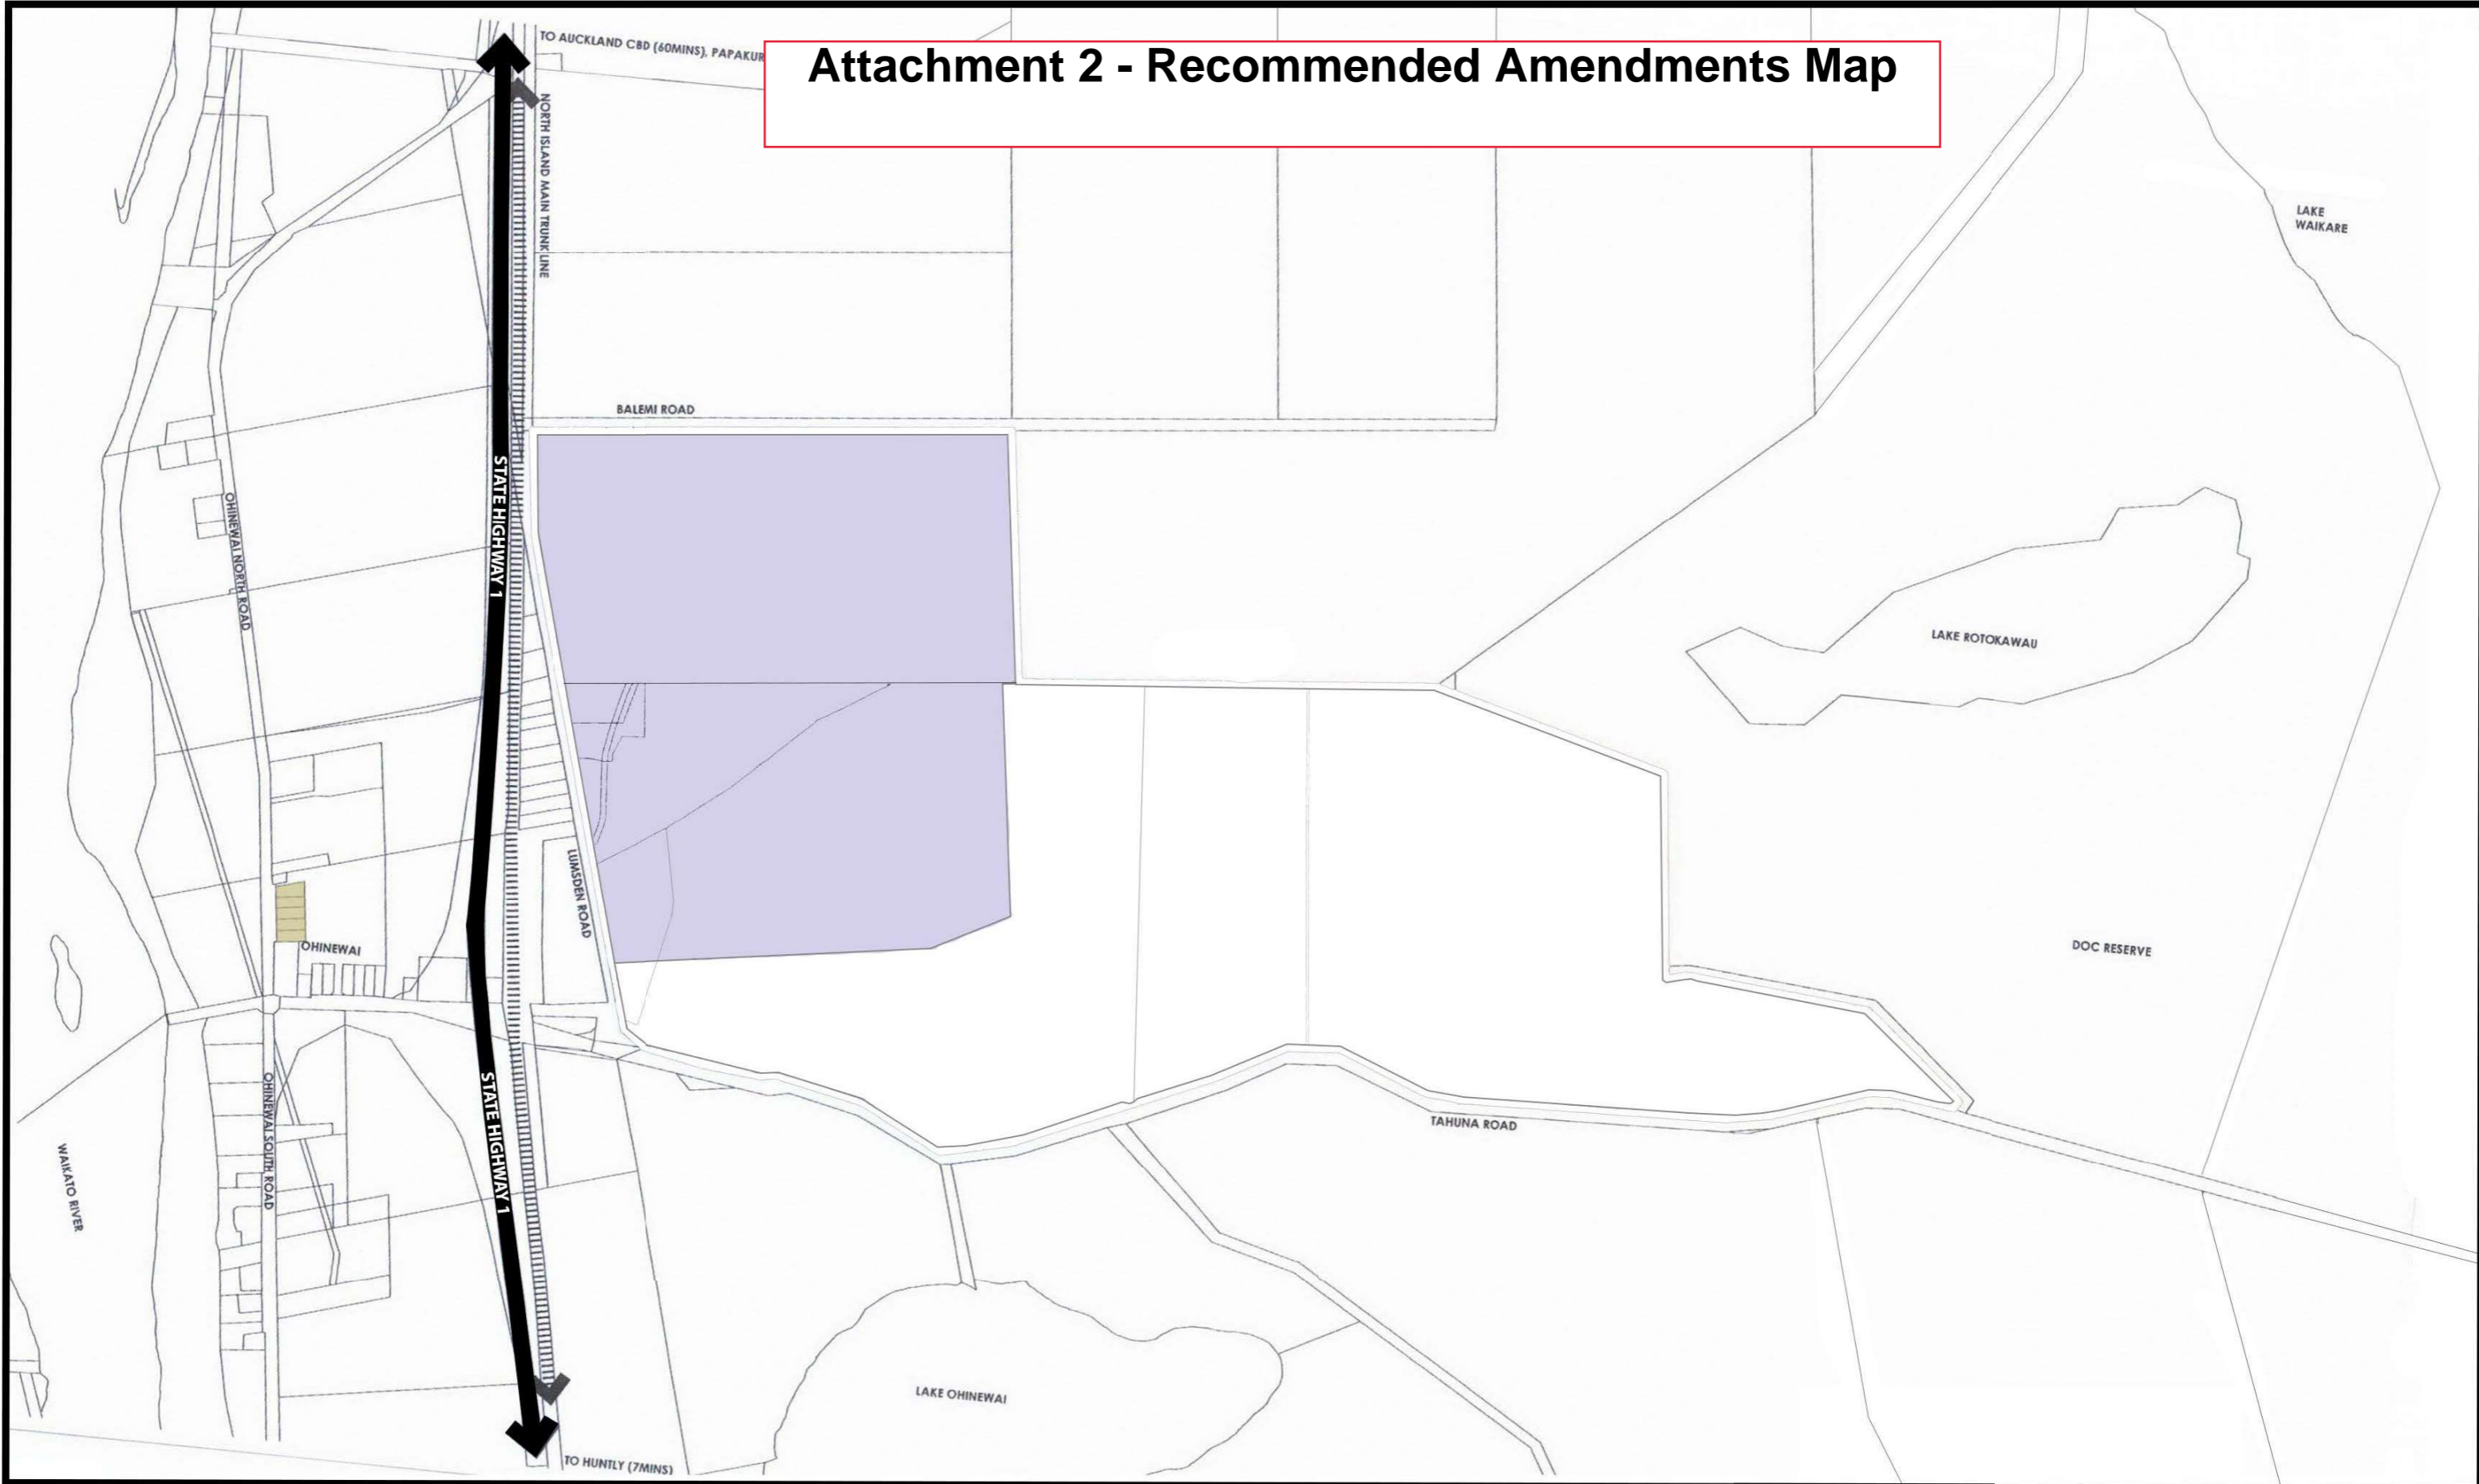 TO AUCKLAND CBD (60MINS), PAPAKUR
Attachment 2 - Recommended Amendments Map
NORTH ISLAND MAIN TRUNK LINE
LAKE
WAIKARE
BALEMI ROAD
STATE HIGHWAY 1
OHINEWAI NORTH ROAD
LAKE ROTOKAWAU
LUMSDEN ROAD
OHINEWAI
DOC RESERVE
STATE HIGHWAY 1
OHINEWAI SOUTH ROAD
TAHUNA ROAD
WAIKATO RIVER
LAKE OHINEWAI
TO HUNTLY (7MINS)